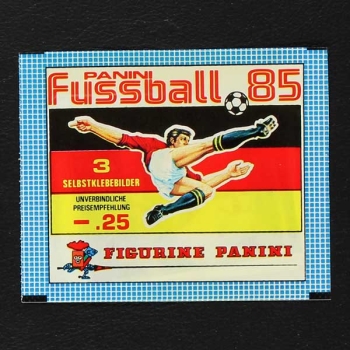 PANINI
Fussball 85
3
SELBSTKLEBEBILDER
UNVERBINDLICHE
PREISEMPFEHLUNG
-.25
FIGURINE PANINI